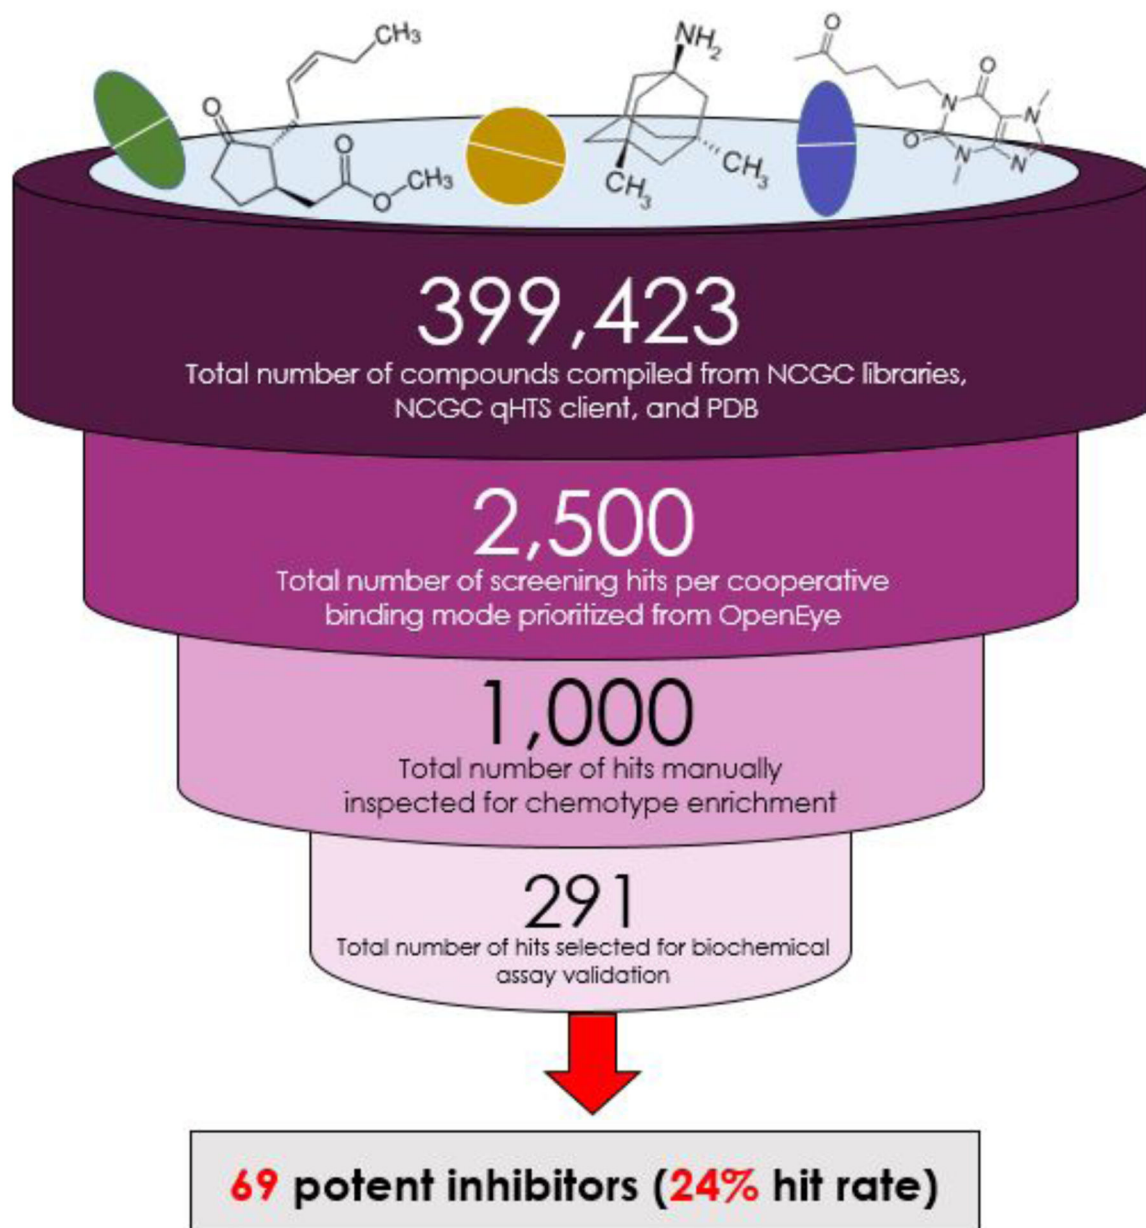 CH3
NH2
O
O
N
N
O
O
N
N
O
CH3
CH3
CH3
O
399,423
Total number of compounds compiled from NCGC libraries,
NCGC qHTS client, and PDB
2,500
Total number of screening hits per cooperative
binding mode prioritized from OpenEye
1,000
Total number of hits manually
inspected for chemotype enrichment
291
Total number of hits selected for biochemical
assay validation
69 potent inhibitors (24% hit rate)